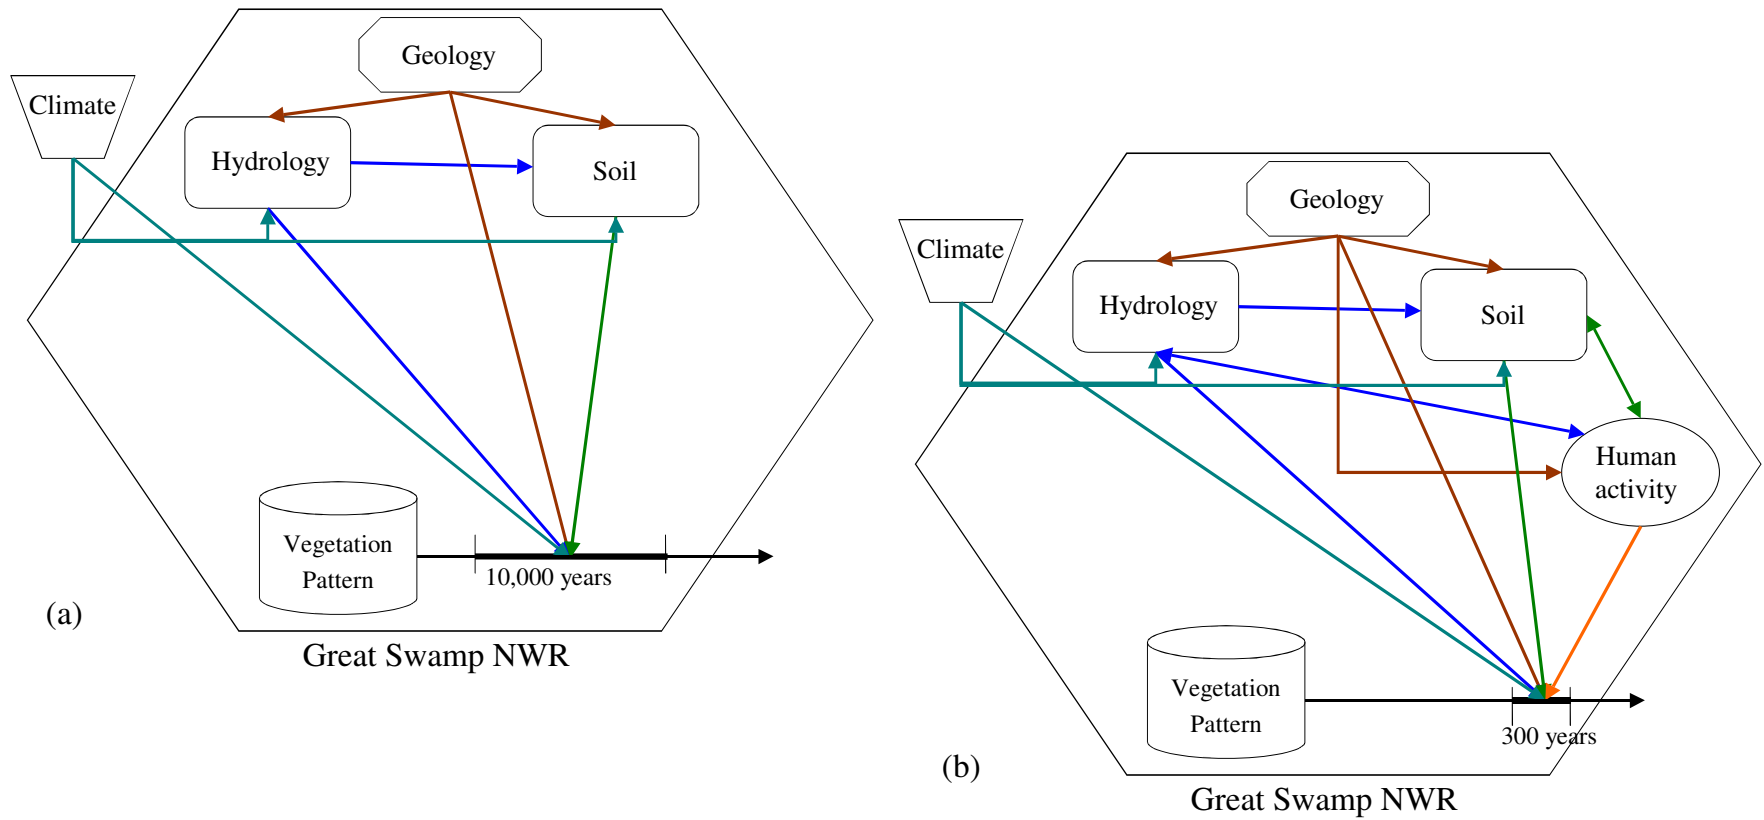 Geology
Climate
Hydrology
Soil
Vegetation
Pattern
10,000 years
(a)
Great Swamp NWR
Geology
Climate
Hydrology
Soil
Human
activity
Vegetation
Pattern
300 years
(b)
Great Swamp NWR